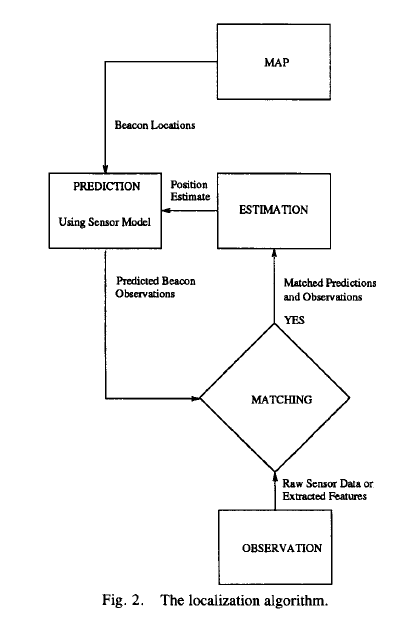 MAP
Beacon Locations
PREDICTION
Using Sensor Model
Position
Estimate
ESTIMATION
Predicted Beacon
Observations
Matched Predictions
and Observations
YES
MATCHING
Raw Sensor Data or
Extracted Features
OBSERVATION
Fig. 2. The localization algorithm.